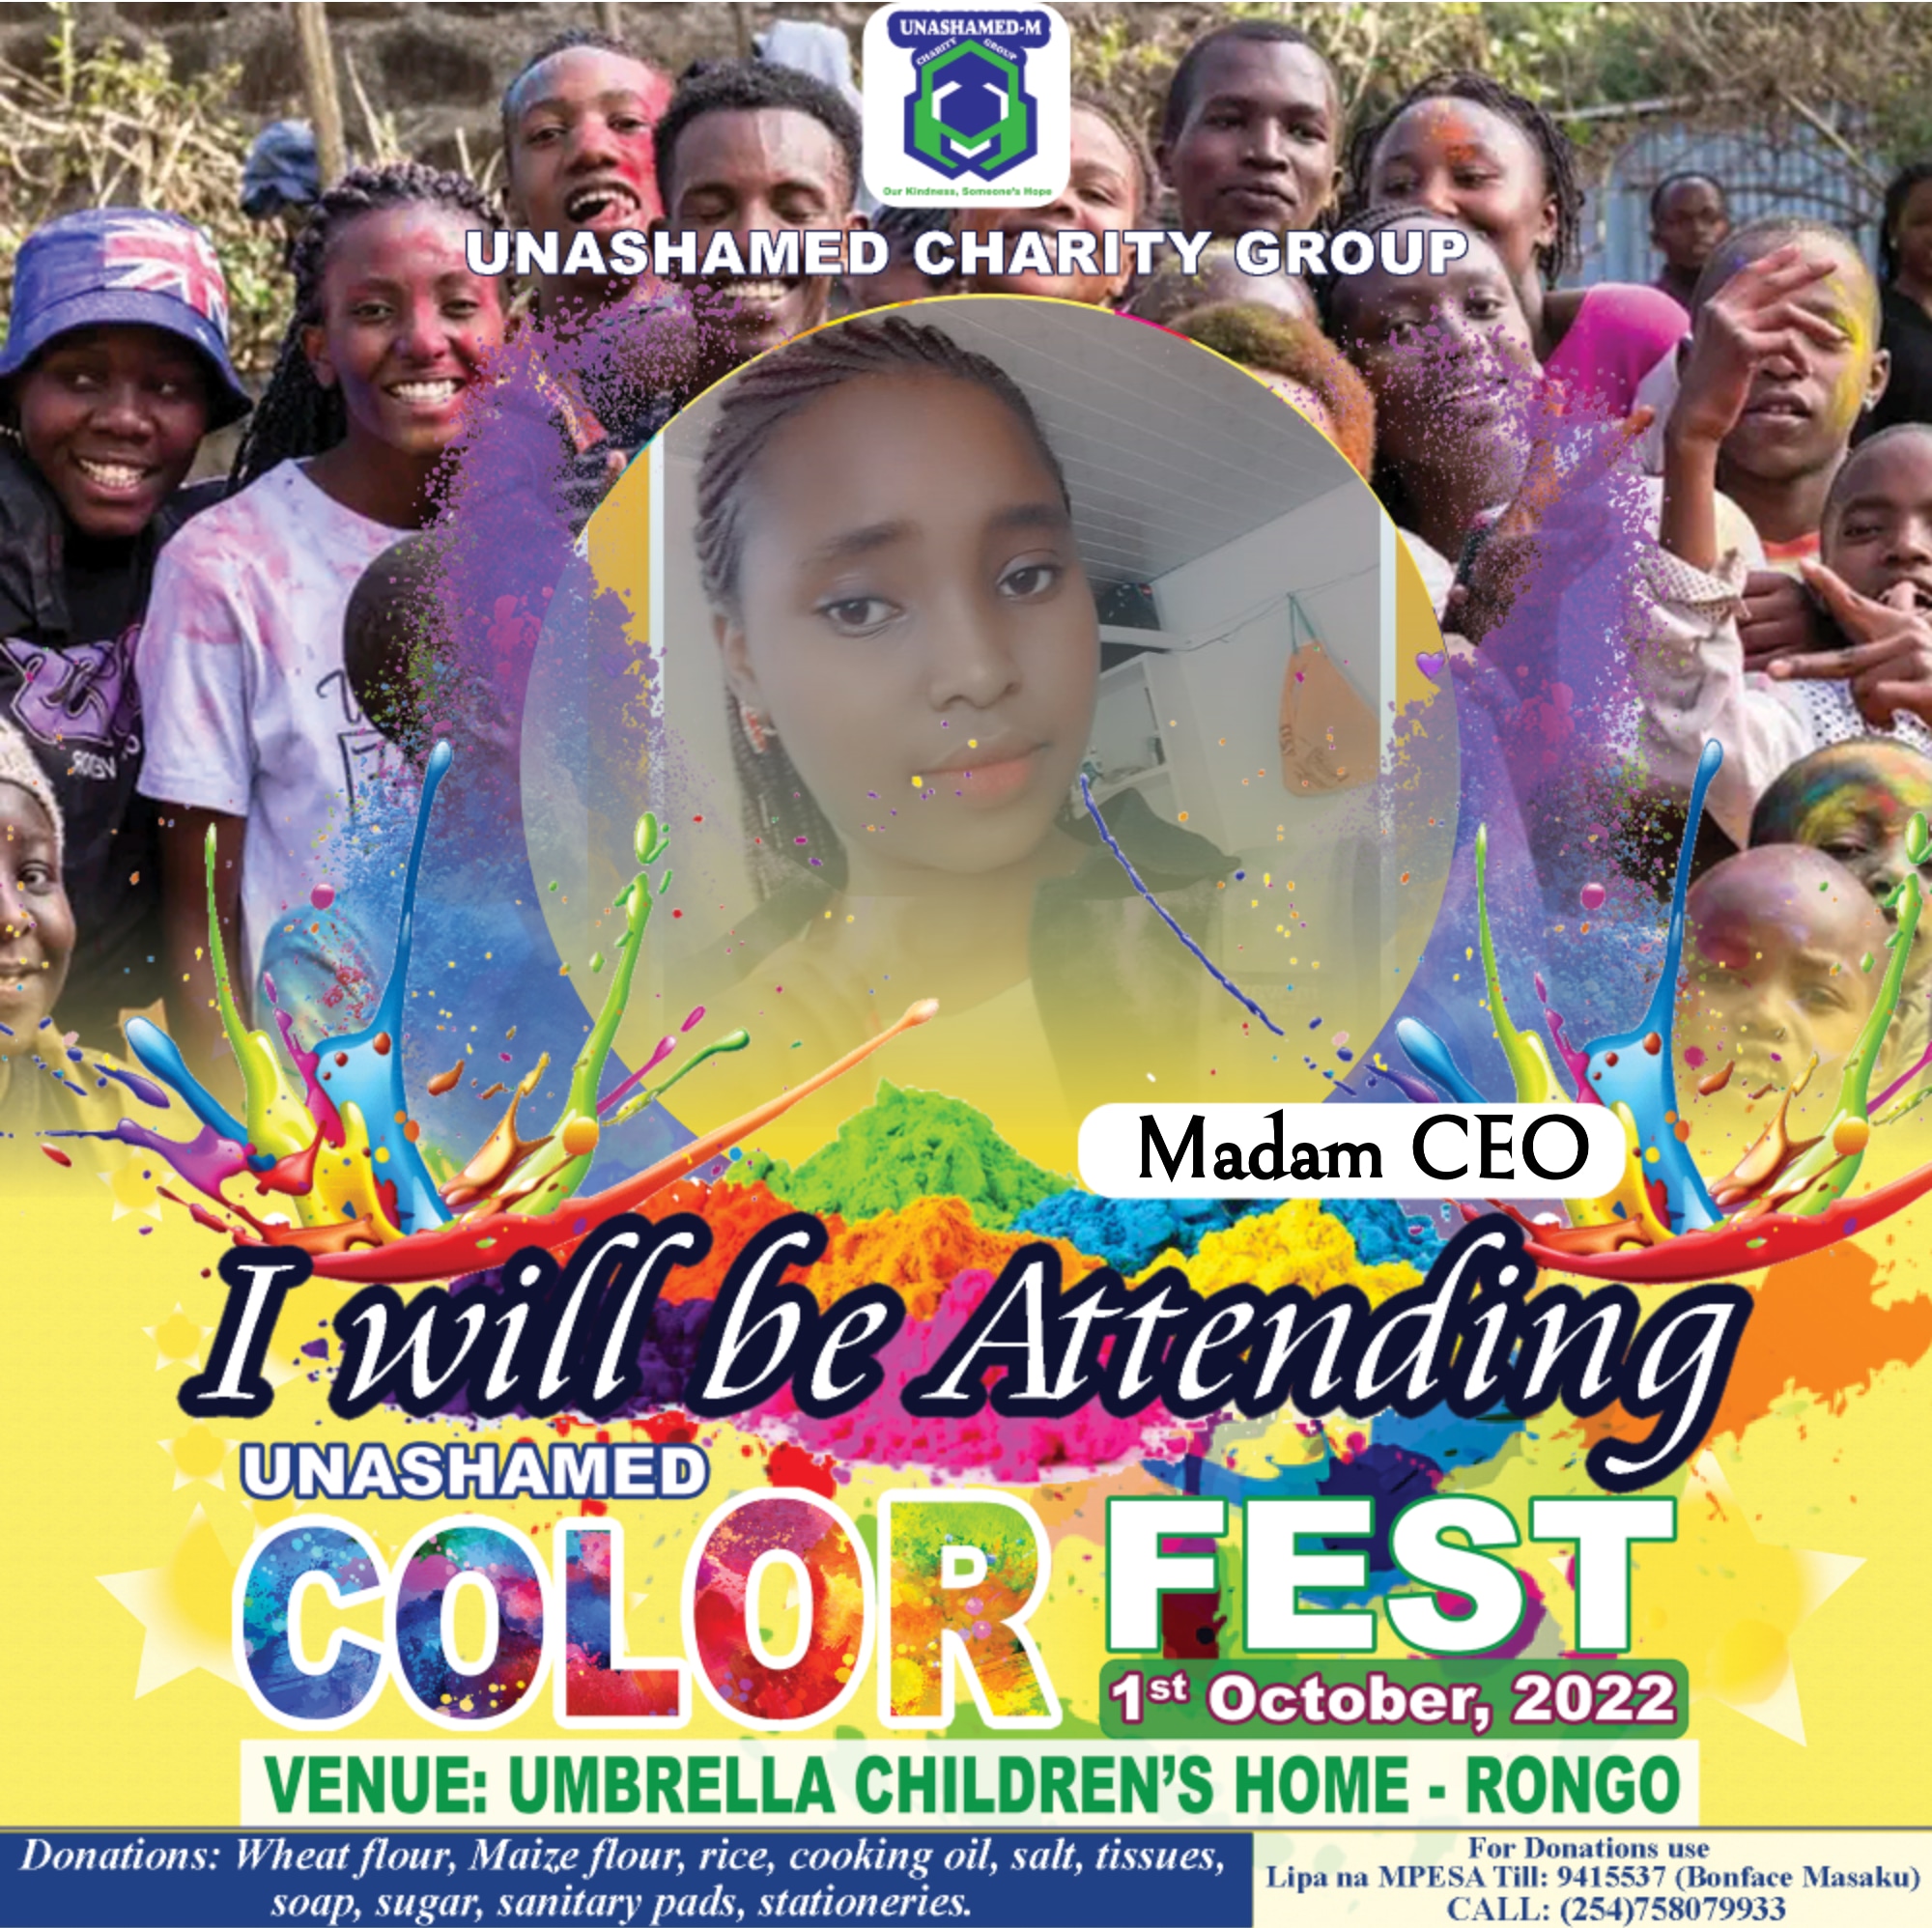 UNASHAMED-M
CHARITY GROUP
Our Kindness, Someone's Hope
UNASHAMED CHARITY GROUP
Madam CEO
I will be Attending
UNASHAMED
COLOR FEST
1st October, 2022
VENUE: UMBRELLA CHILDREN'S HOME - RONGO
Donations: Wheat flour, Maize flour, rice, cooking oil, salt, tissues,
soap, sugar, sanitary pads, stationeries.
For Donations use
Lipa na MPESA Till: 9415537 (Bonface Masaku)
CALL: (254)758079933